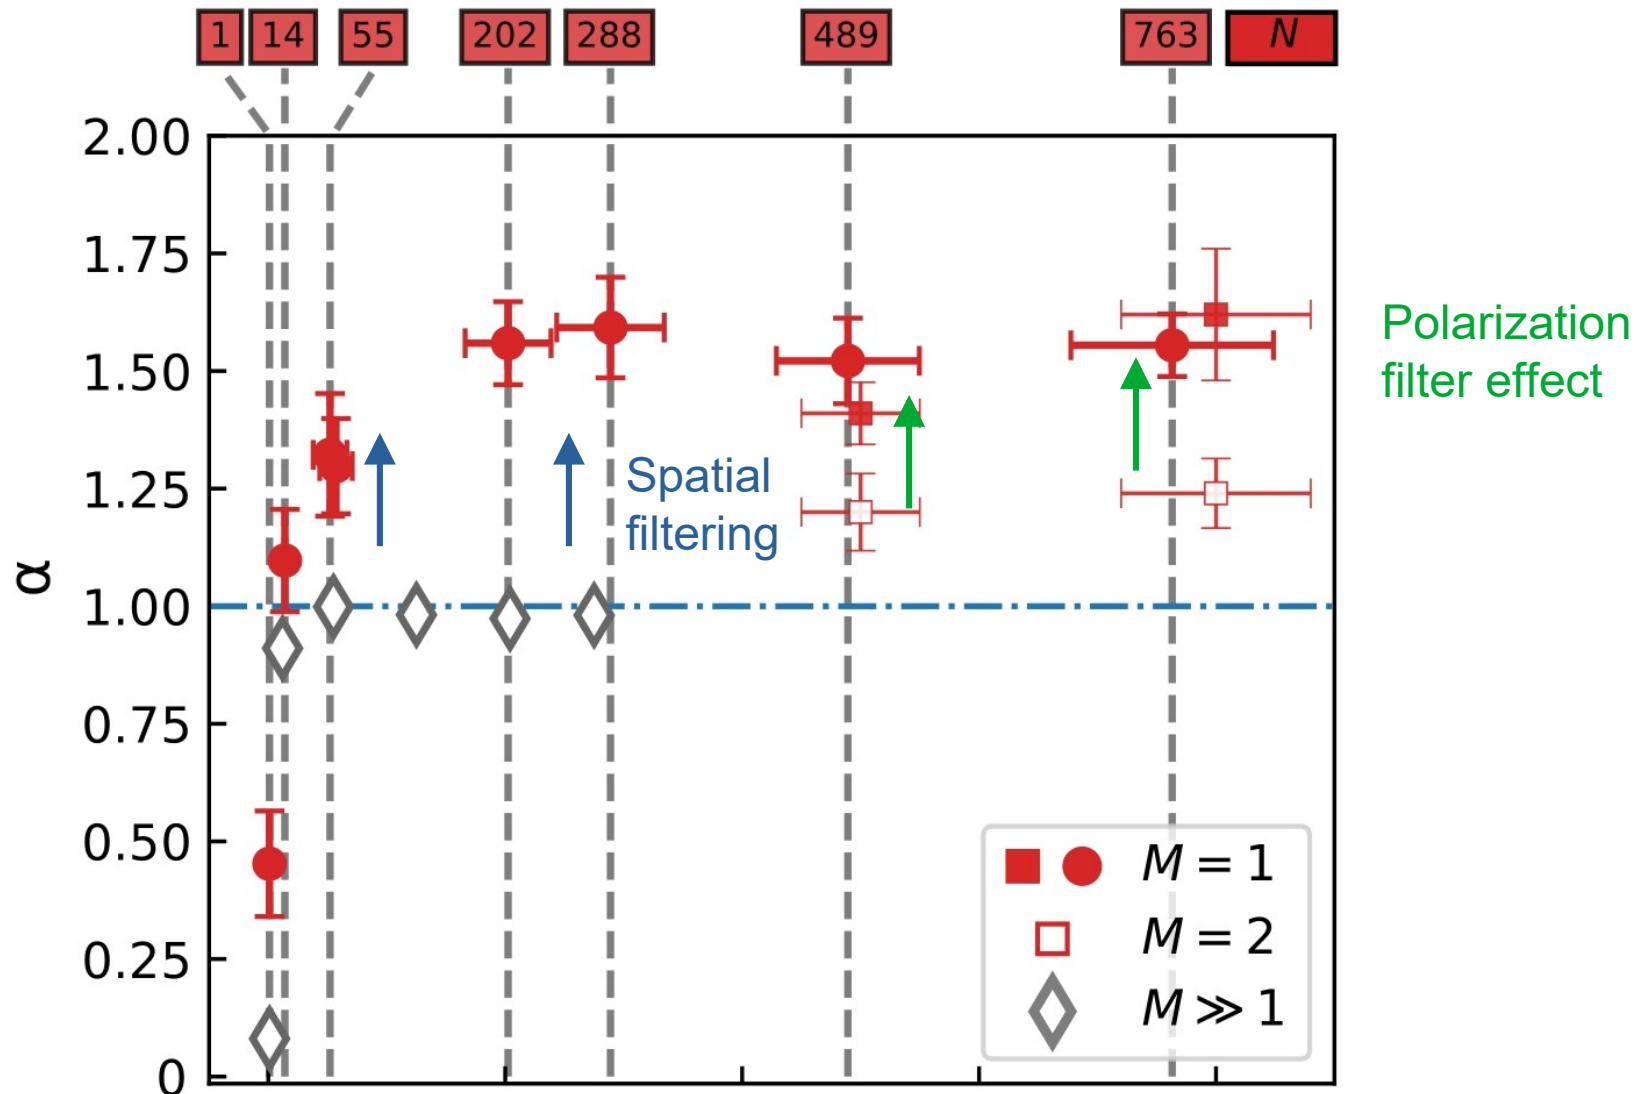 1 14 55 202 288 489 763 N
2.00
1.75
1.50
1.25
1.00
0.75
0.50
0.25
0
α
Spatial
filtering
Polarization
filter effect
M = 1
M = 2
M ≫ 1